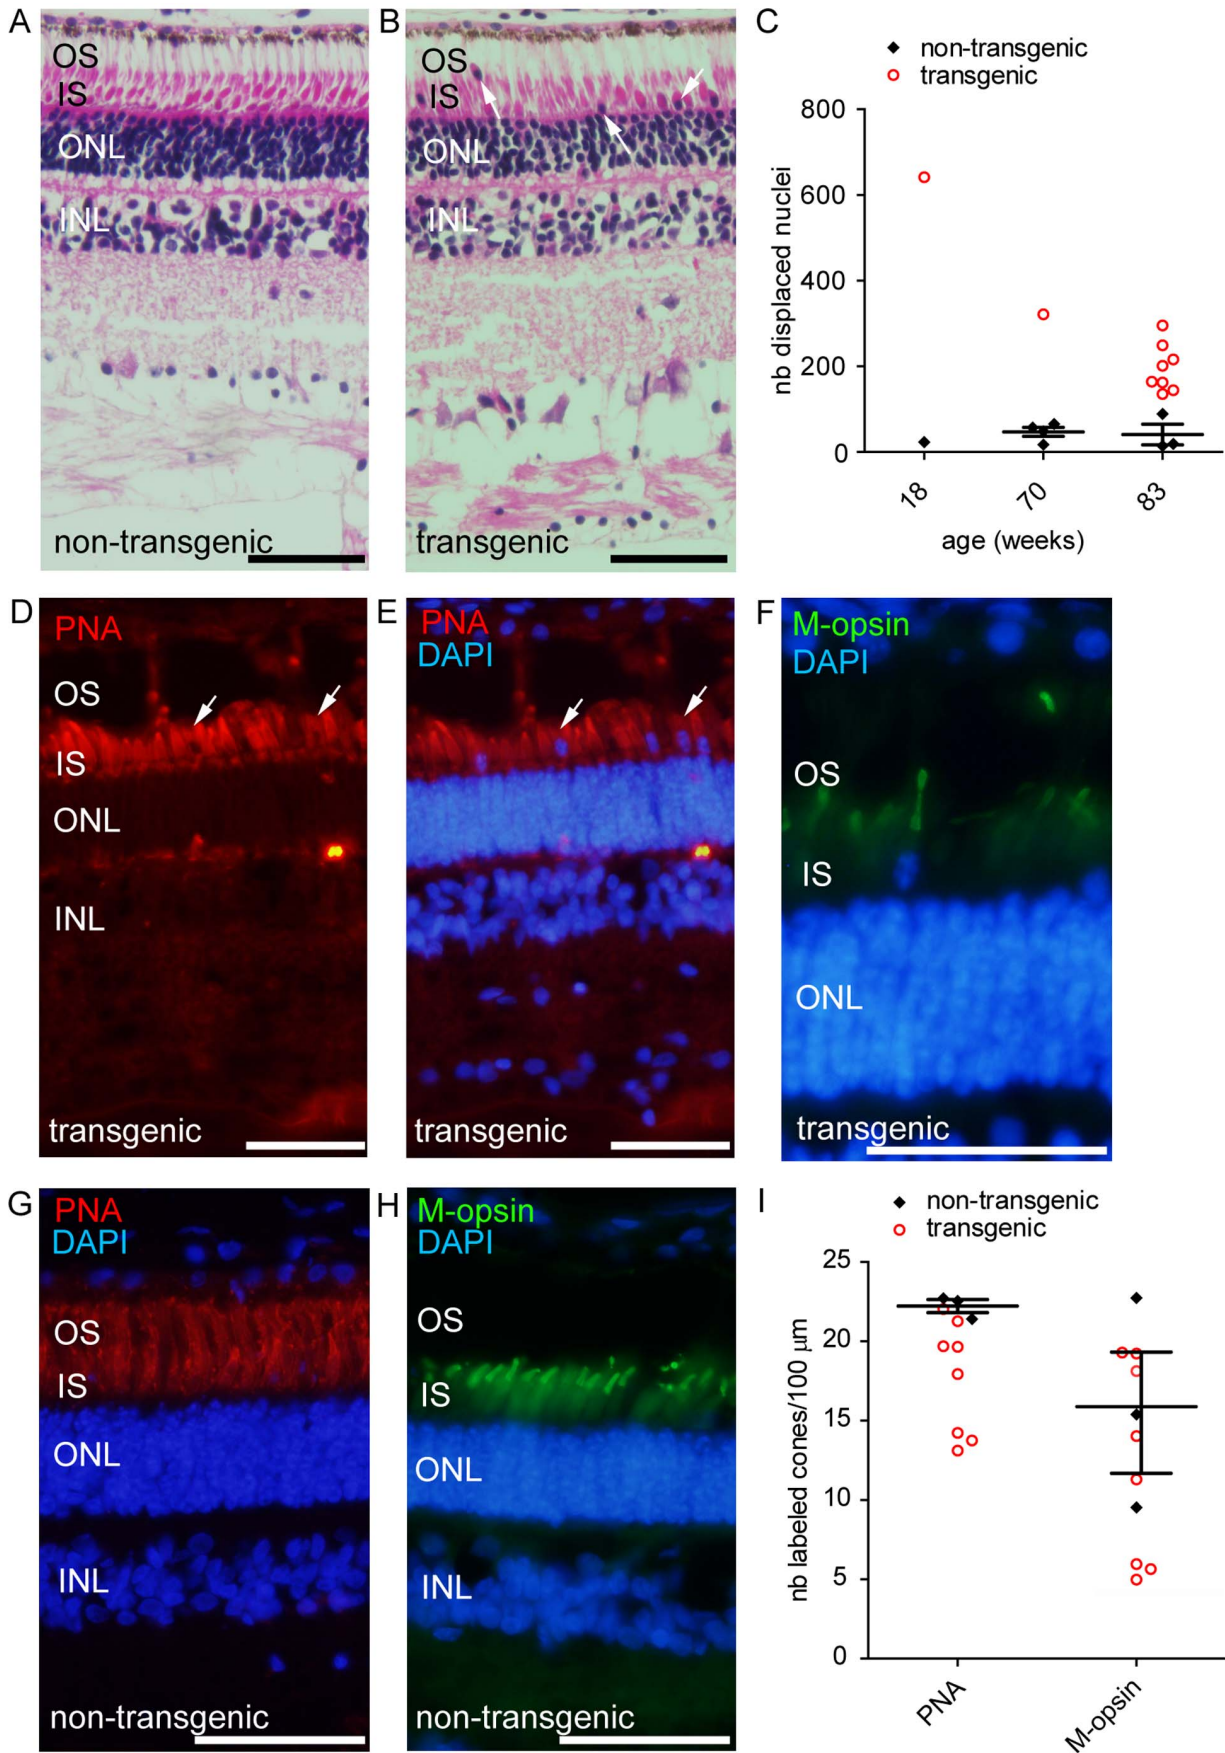 A
OS
IS
ONL
INL
non-transgenic
B
OS
IS
ONL
INL
transgenic
C
non-transgenic
transgenic
nb displaced nuclei
800
600
400
200
0
18
70
83
age (weeks)
D
PNA
OS
IS
ONL
INL
transgenic
E
PNA
DAPI
transgenic
F
M-opsin
DAPI
OS
IS
ONL
transgenic
G
PNA
DAPI
OS
IS
ONL
INL
non-transgenic
H
M-opsin
DAPI
OS
IS
ONL
INL
non-transgenic
I
non-transgenic
transgenic
nb labeled cones/100 µm
25
20
15
10
5
0
PNA
M-opsin